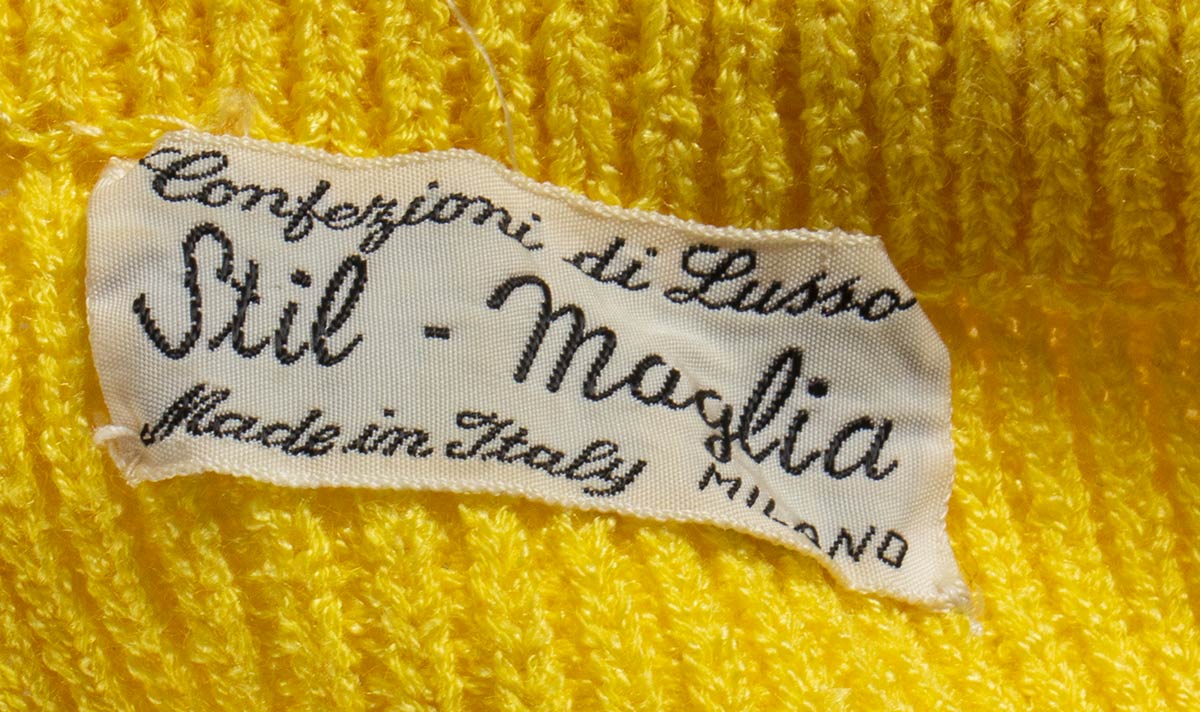 Confezioni di Lusso
Stil - Maglia
Made in Italy
MILANO